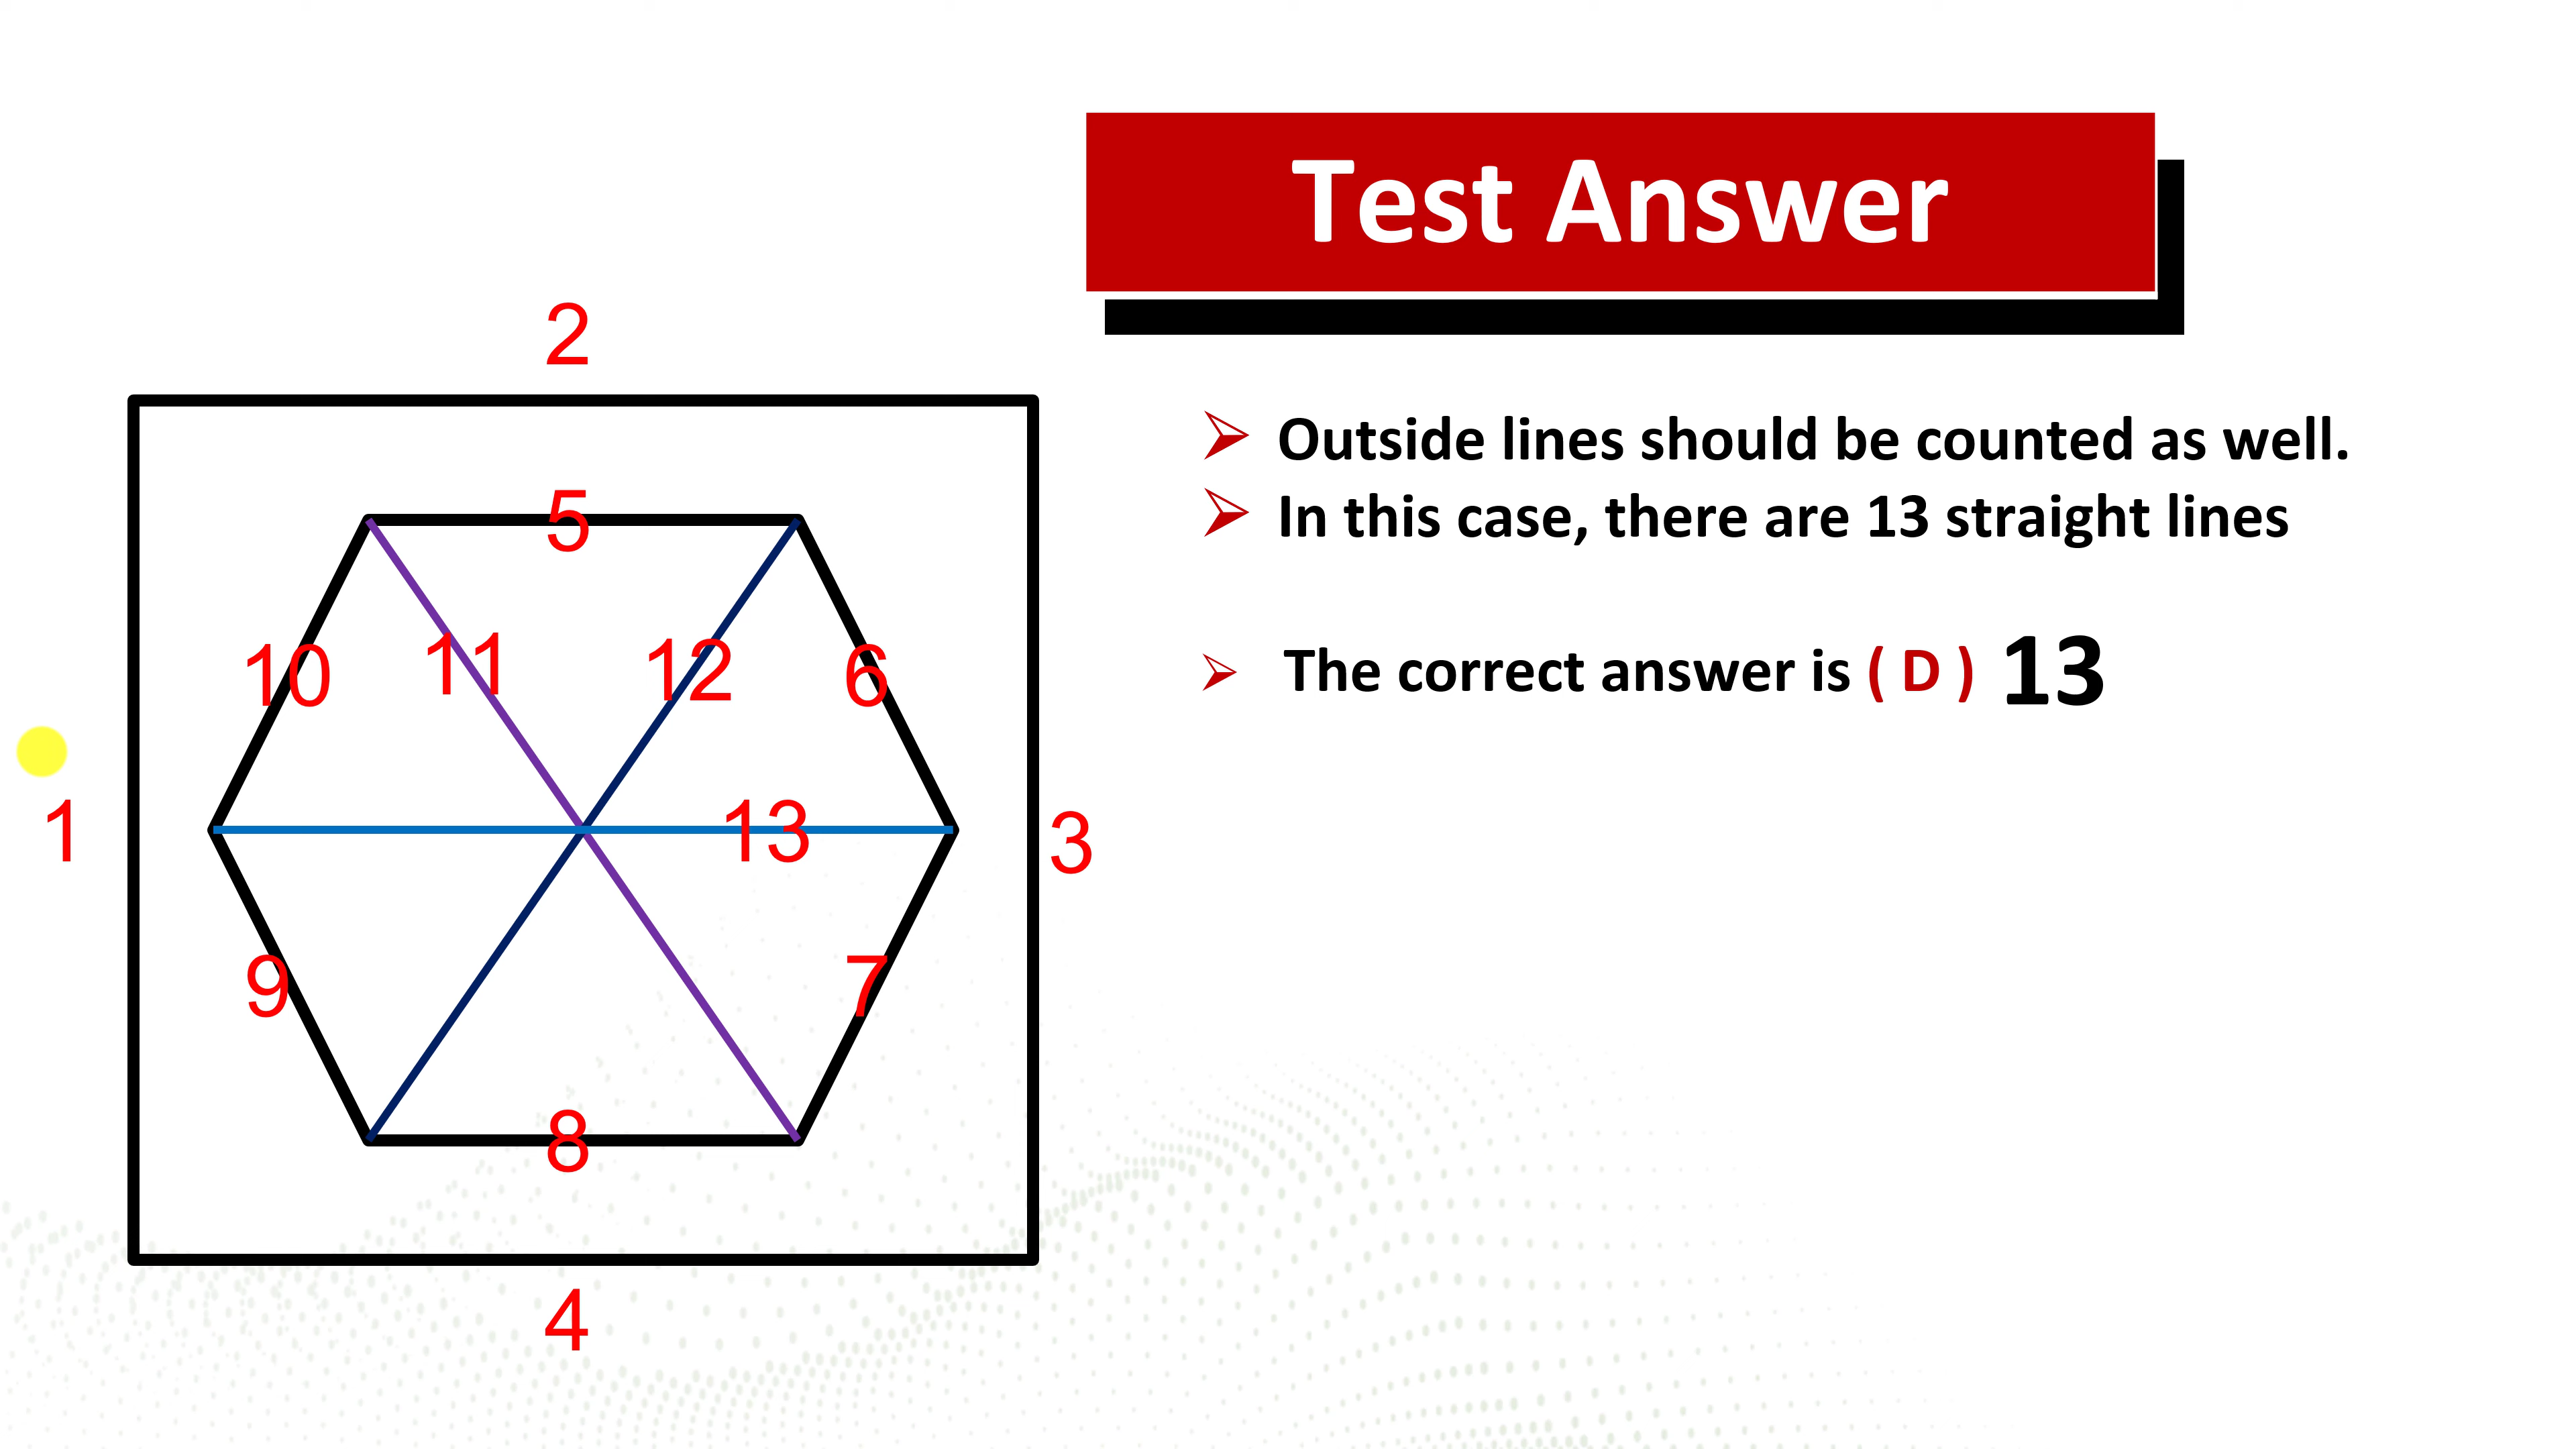 Test Answer
Outside lines should be counted as well.
In this case, there are 13 straight lines
The correct answer is ( D ) 13
2
5
10 11 12 6
1 13 3
9 7
8
4